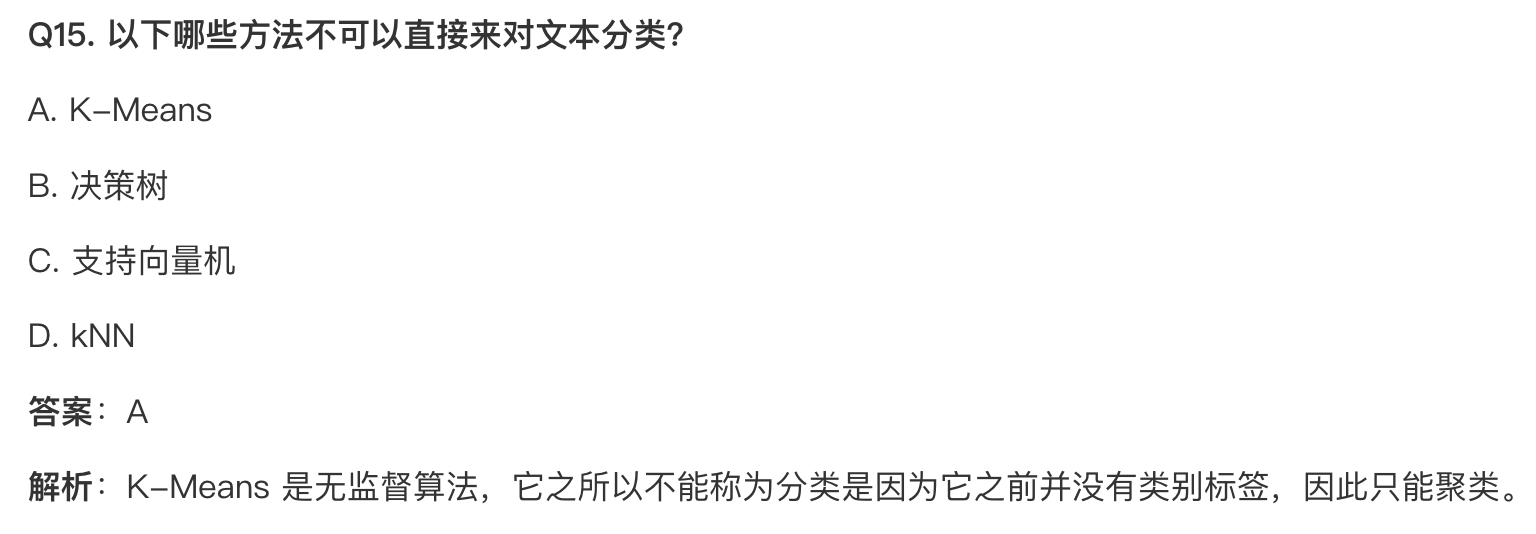 Q15. 以下哪些方法不可以直接来对文本分类?
A. K-Means
B. 决策树
C. 支持向量机
D. kNN
答案：A
解析：K-Means 是无监督算法，它之所以不能称为分类是因为它之前并没有类别标签，因此只能聚类。